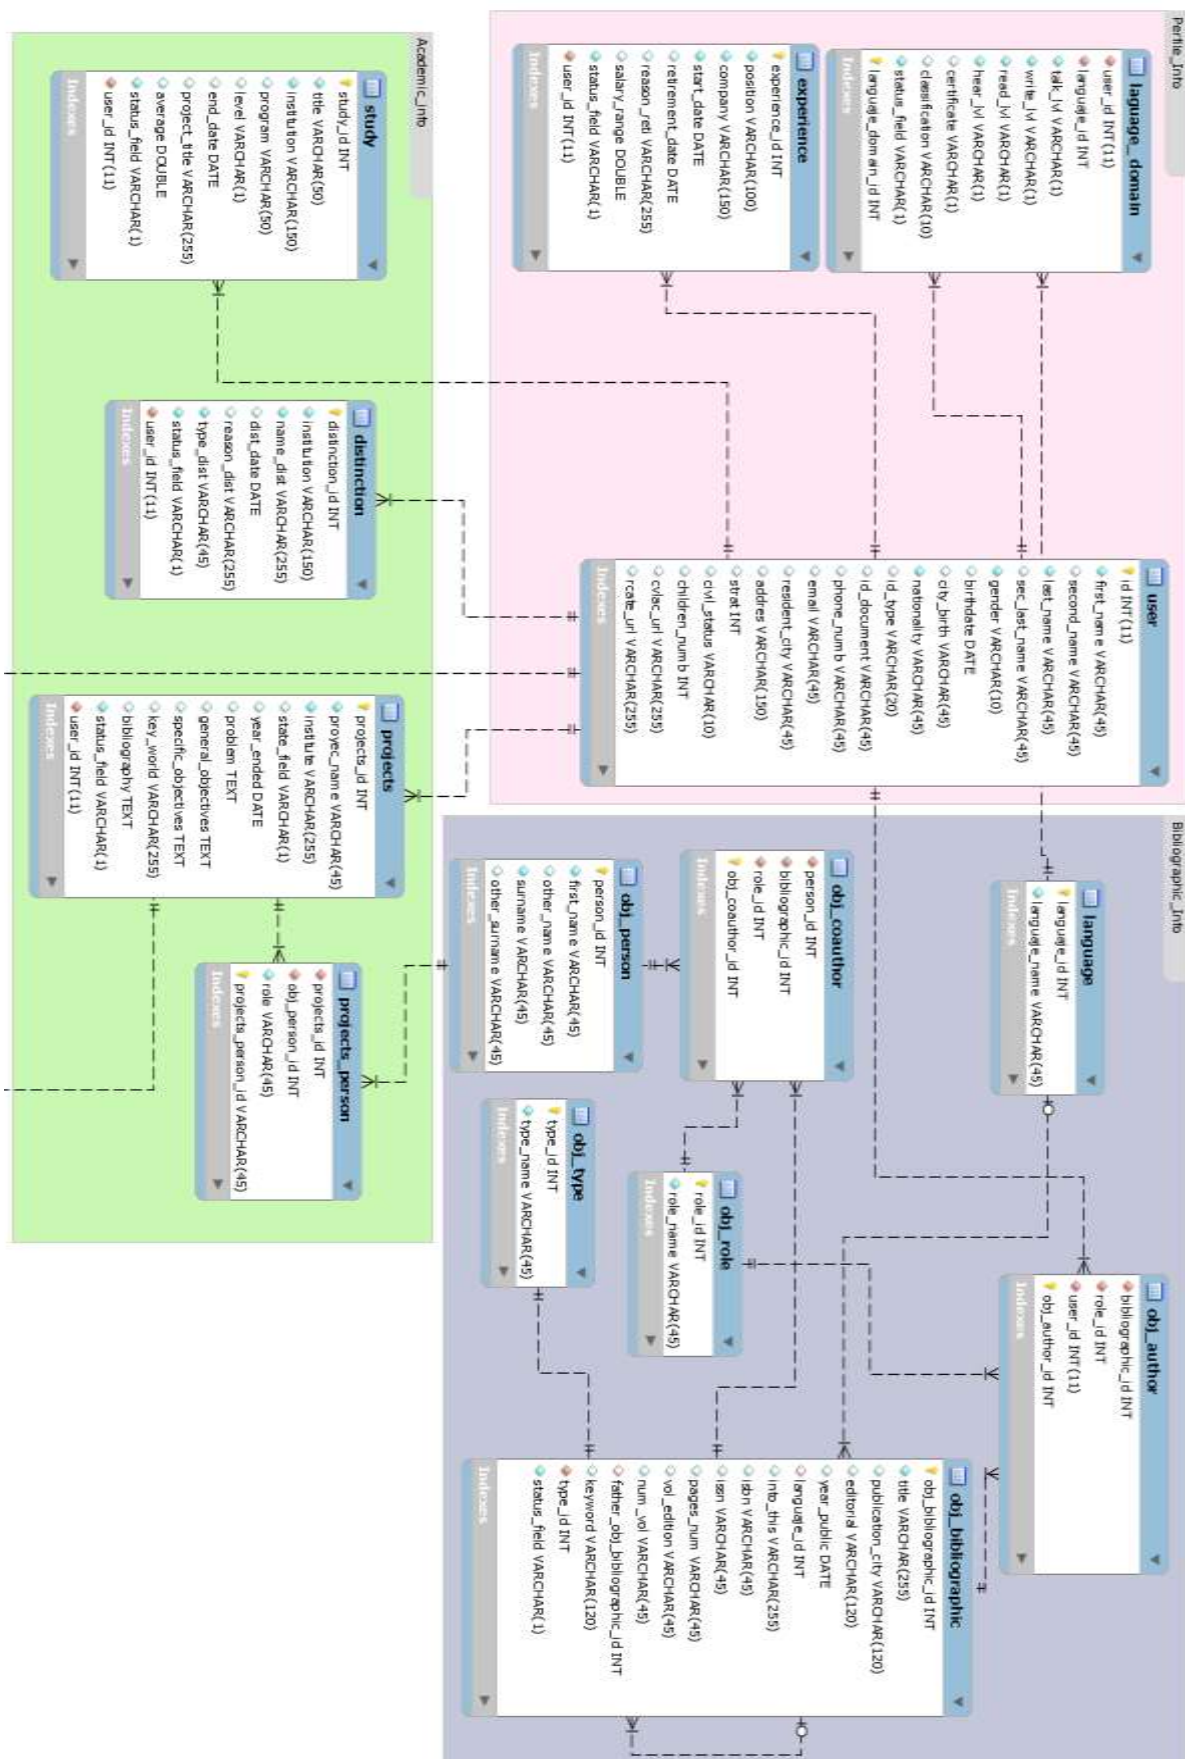 Perfile_Info
laguage_domain
user_id INT(11)
languaje_id INT
talk_lvl VARCHAR(1)
write_lvl VARCHAR(1)
read_lvl VARCHAR(1)
hear_lvl VARCHAR(1)
certificate VARCHAR(1)
classification VARCHAR(10)
status_field VARCHAR(1)
languaje_domain_id INT
experience
experience_id INT
position VARCHAR(100)
company VARCHAR(150)
start_date DATE
retirement_date DATE
reason_reti VARCHAR(255)
salary_range DOUBLE
status_field VARCHAR(1)
user_id INT(11)
Indexes
user
id INT(11)
first_name VARCHAR(45)
second_name VARCHAR(45)
last_name VARCHAR(45)
sec_last_name VARCHAR(45)
gender VARCHAR(10)
birthdate DATE
city_birth VARCHAR(45)
nationality VARCHAR(45)
id_type VARCHAR(20)
id_document VARCHAR(45)
phone_numb VARCHAR(45)
email VARCHAR(45)
resident_city VARCHAR(45)
addres VARCHAR(150)
strat INT
civil_status VARCHAR(10)
children_numb INT
cvlac_url VARCHAR(255)
rcate_url VARCHAR(255)
Indexes
Bibliographic_Info
language
languaje_id INT
languaje_name VARCHAR(45)
Indexes
obj_author
bibliographic_id INT
role_id INT
user_id INT(11)
obj_author_id INT
Indexes
obj_coauthor
person_id INT
bibliographic_id INT
role_id INT
obj_coauthor_id INT
Indexes
obj_person
person_id INT
first_name VARCHAR(45)
other_name VARCHAR(45)
surname VARCHAR(45)
other_surname VARCHAR(45)
Indexes
obj_role
role_id INT
role_name VARCHAR(45)
Indexes
obj_type
type_id INT
type_name VARCHAR(45)
Indexes
obj_bibliographic
obj_bibliographic_id INT
title VARCHAR(255)
publication_city VARCHAR(120)
editorial VARCHAR(120)
year_public DATE
languaje_id INT
into_this VARCHAR(255)
isbn VARCHAR(45)
issn VARCHAR(45)
pages_num VARCHAR(45)
vol_edition VARCHAR(45)
num_vol VARCHAR(45)
father_obj_bibliographic_id INT
keyword VARCHAR(120)
type_id INT
status_field VARCHAR(1)
Indexes
Academic_info
study
study_id INT
title VARCHAR(50)
institution VARCHAR(150)
program VARCHAR(50)
level VARCHAR(1)
end_date DATE
project_title VARCHAR(255)
average DOUBLE
status_field VARCHAR(1)
user_id INT(11)
Indexes
distinction
distinction_id INT
institution VARCHAR(150)
name_dist VARCHAR(255)
dist_date DATE
reason_dist VARCHAR(255)
type_dist VARCHAR(45)
status_field VARCHAR(1)
user_id INT(11)
Indexes
projects
projects_id INT
proyec_name VARCHAR(45)
institute VARCHAR(255)
state_field VARCHAR(1)
year_ended DATE
problem TEXT
general_objectives TEXT
specific_objectives TEXT
key_world VARCHAR(255)
bibliography TEXT
status_field VARCHAR(1)
user_id INT(11)
Indexes
projects_person
projects_id INT
obj_person_id INT
role VARCHAR(45)
projects_person_id VARCHAR(45)
Indexes